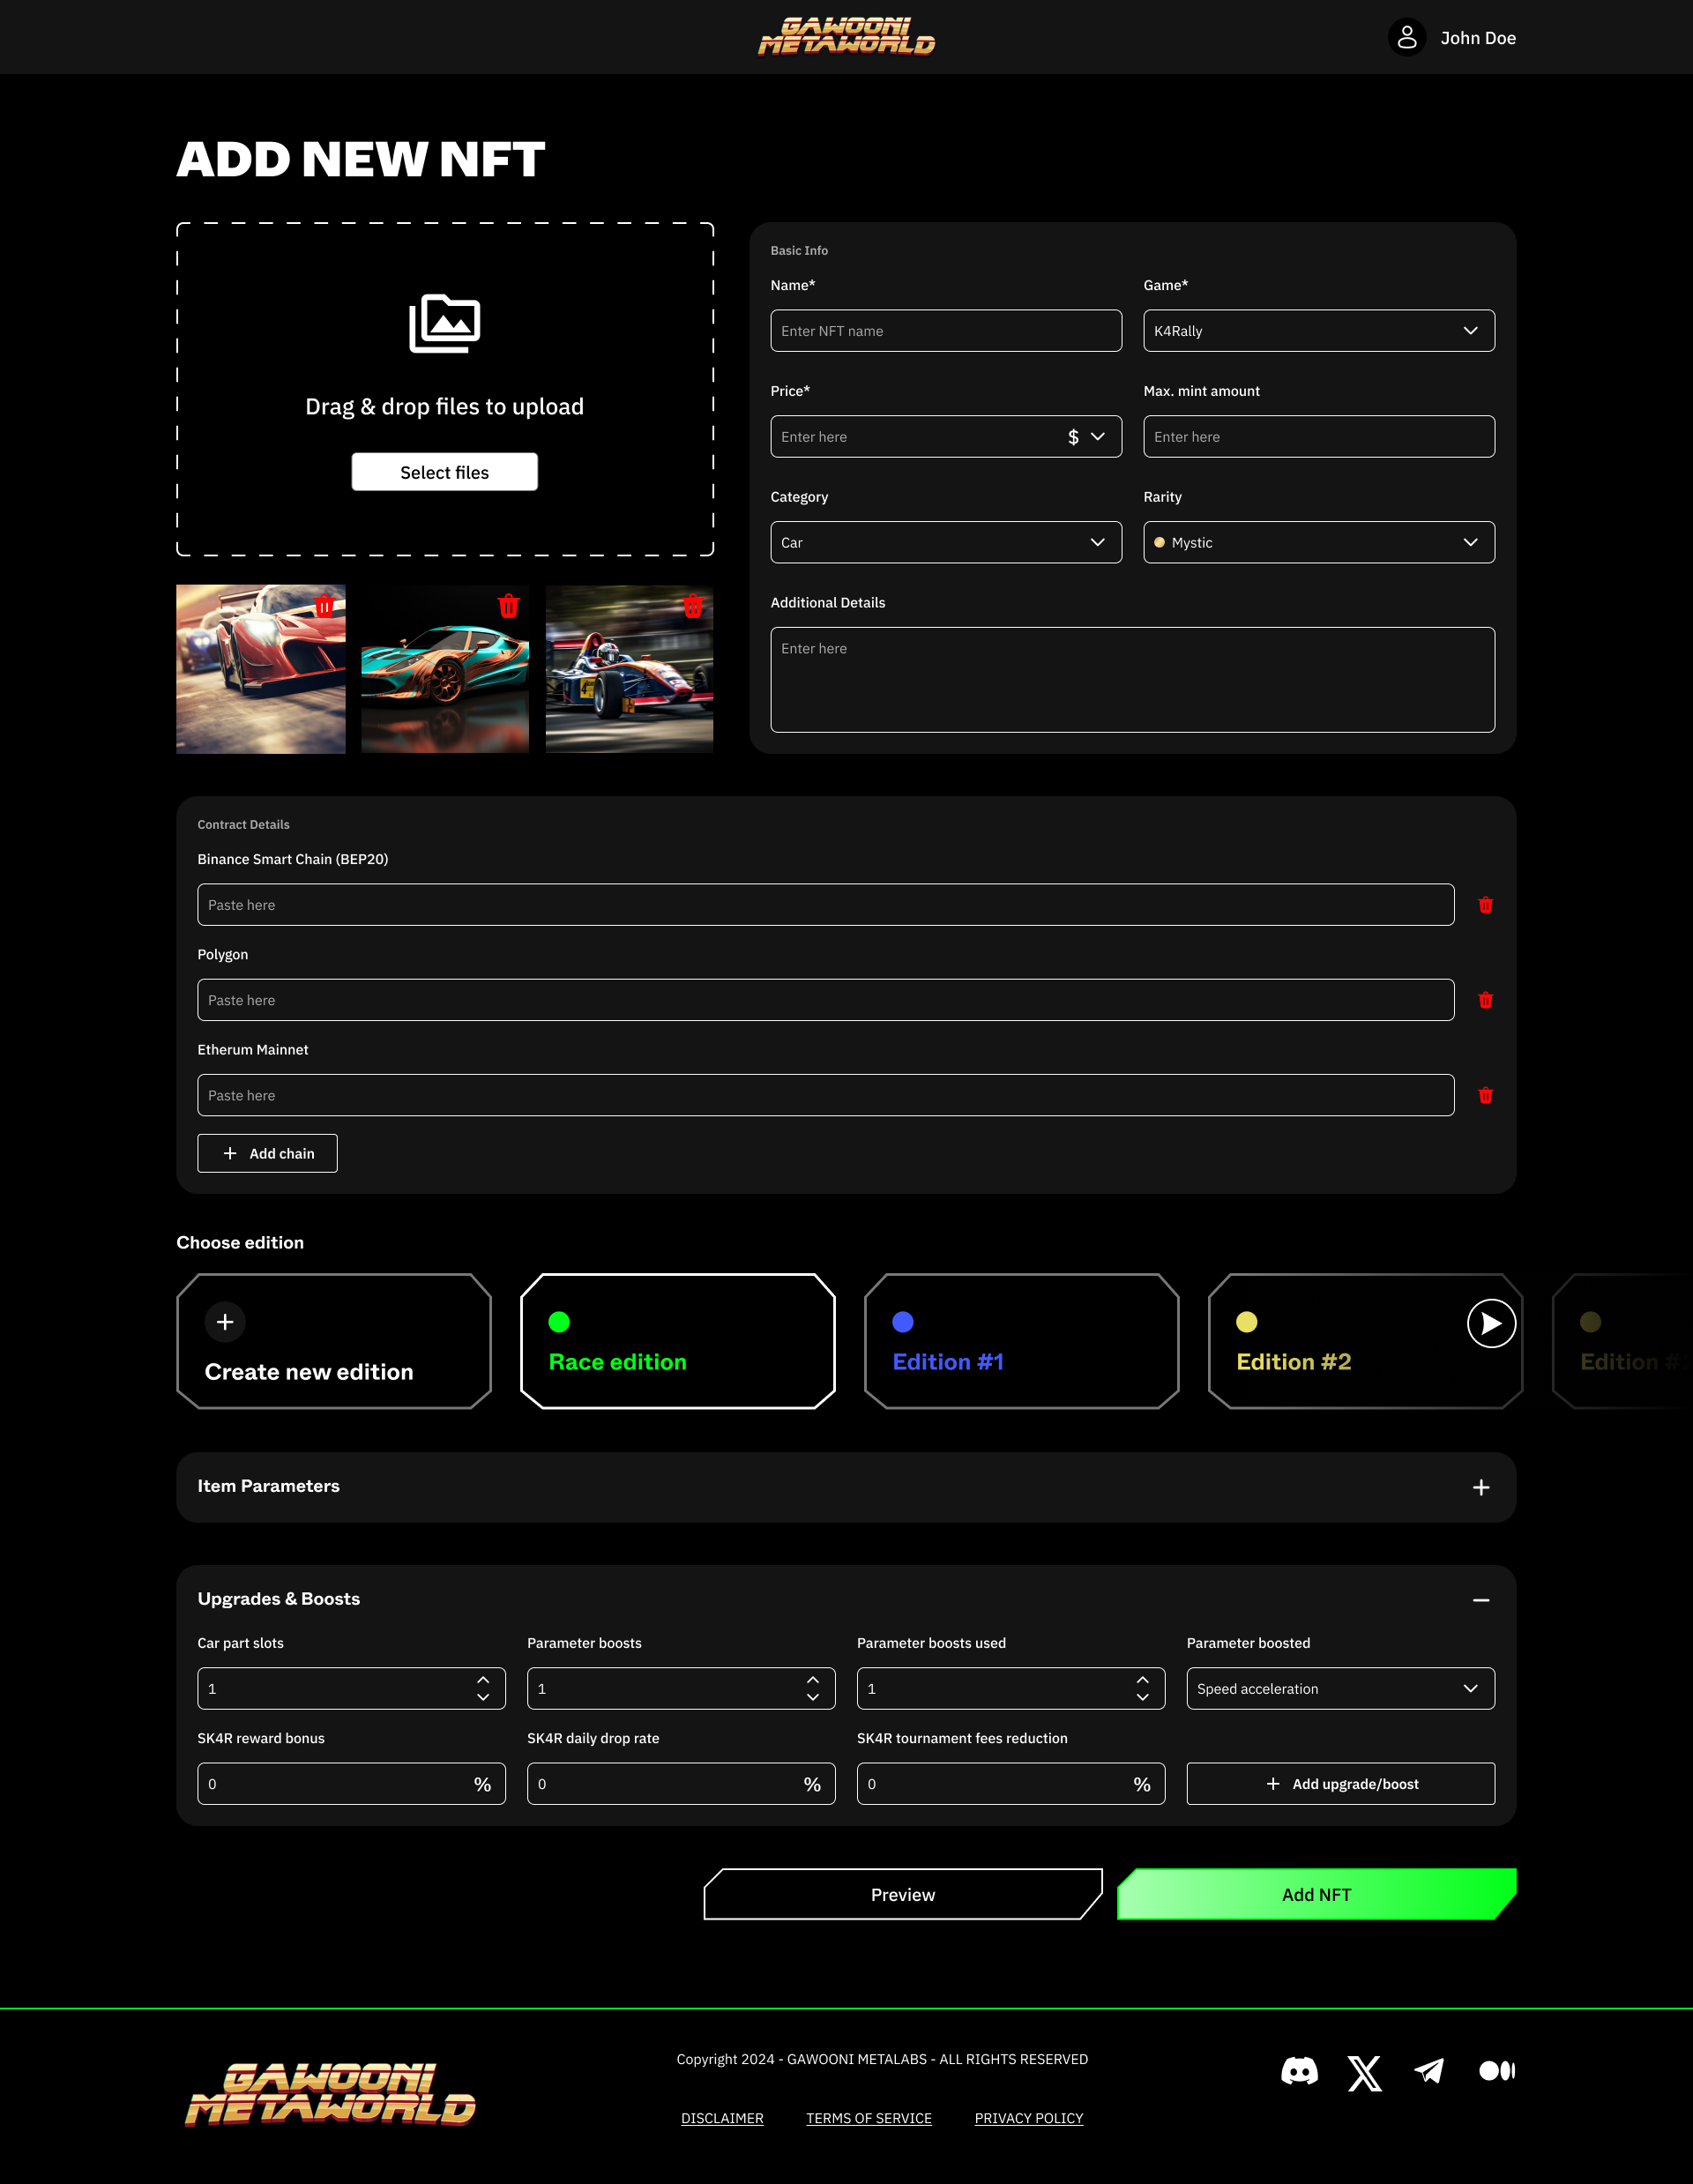 GAWOONI
METAWORLD
John Doe
ADD NEW NFT
Drag & drop files to upload
Select files
Basic Info
Name*
Game*
Enter NFT name
K4Rally
Price*
Max. mint amount
Enter here
$
Enter here
Category
Rarity
Car
Mystic
Additional Details
Enter here
Contract Details
Binance Smart Chain (BEP20)
Paste here
Polygon
Paste here
Etherum Mainnet
Paste here
Add chain
Choose edition
Create new edition
Race edition
Edition #1
Edition #2
Edition #
Item Parameters
Upgrades & Boosts
Car part slots
Parameter boosts
Parameter boosts used
Parameter boosted
1
1
1
Speed acceleration
SK4R reward bonus
SK4R daily drop rate
SK4R tournament fees reduction
0 %
0 %
0 %
Add upgrade/boost
Preview
Add NFT
GAWOONI
METAWORLD
Copyright 2024 - GAWOONI METALABS - ALL RIGHTS RESERVED
DISCLAIMER
TERMS OF SERVICE
PRIVACY POLICY